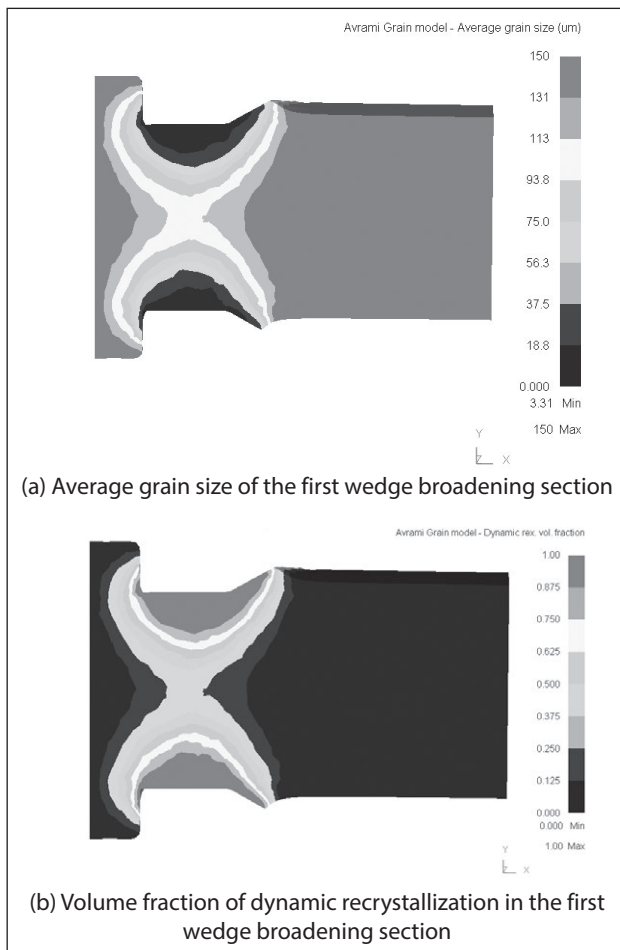 Avrami Grain model - Average grain size (um)
150
131
113
93.8
75.0
56.3
37.5
18.8
0.000
3.31 Min
150 Max
Y
Z X
(a) Average grain size of the first wedge broadening section
Avrami Grain model - Dynamic rex. vol. fraction
1.00
0.875
0.750
0.625
0.500
0.375
0.250
0.125
0.000
0.000 Min
1.00 Max
Y
Z X
(b) Volume fraction of dynamic recrystallization in the first
wedge broadening section